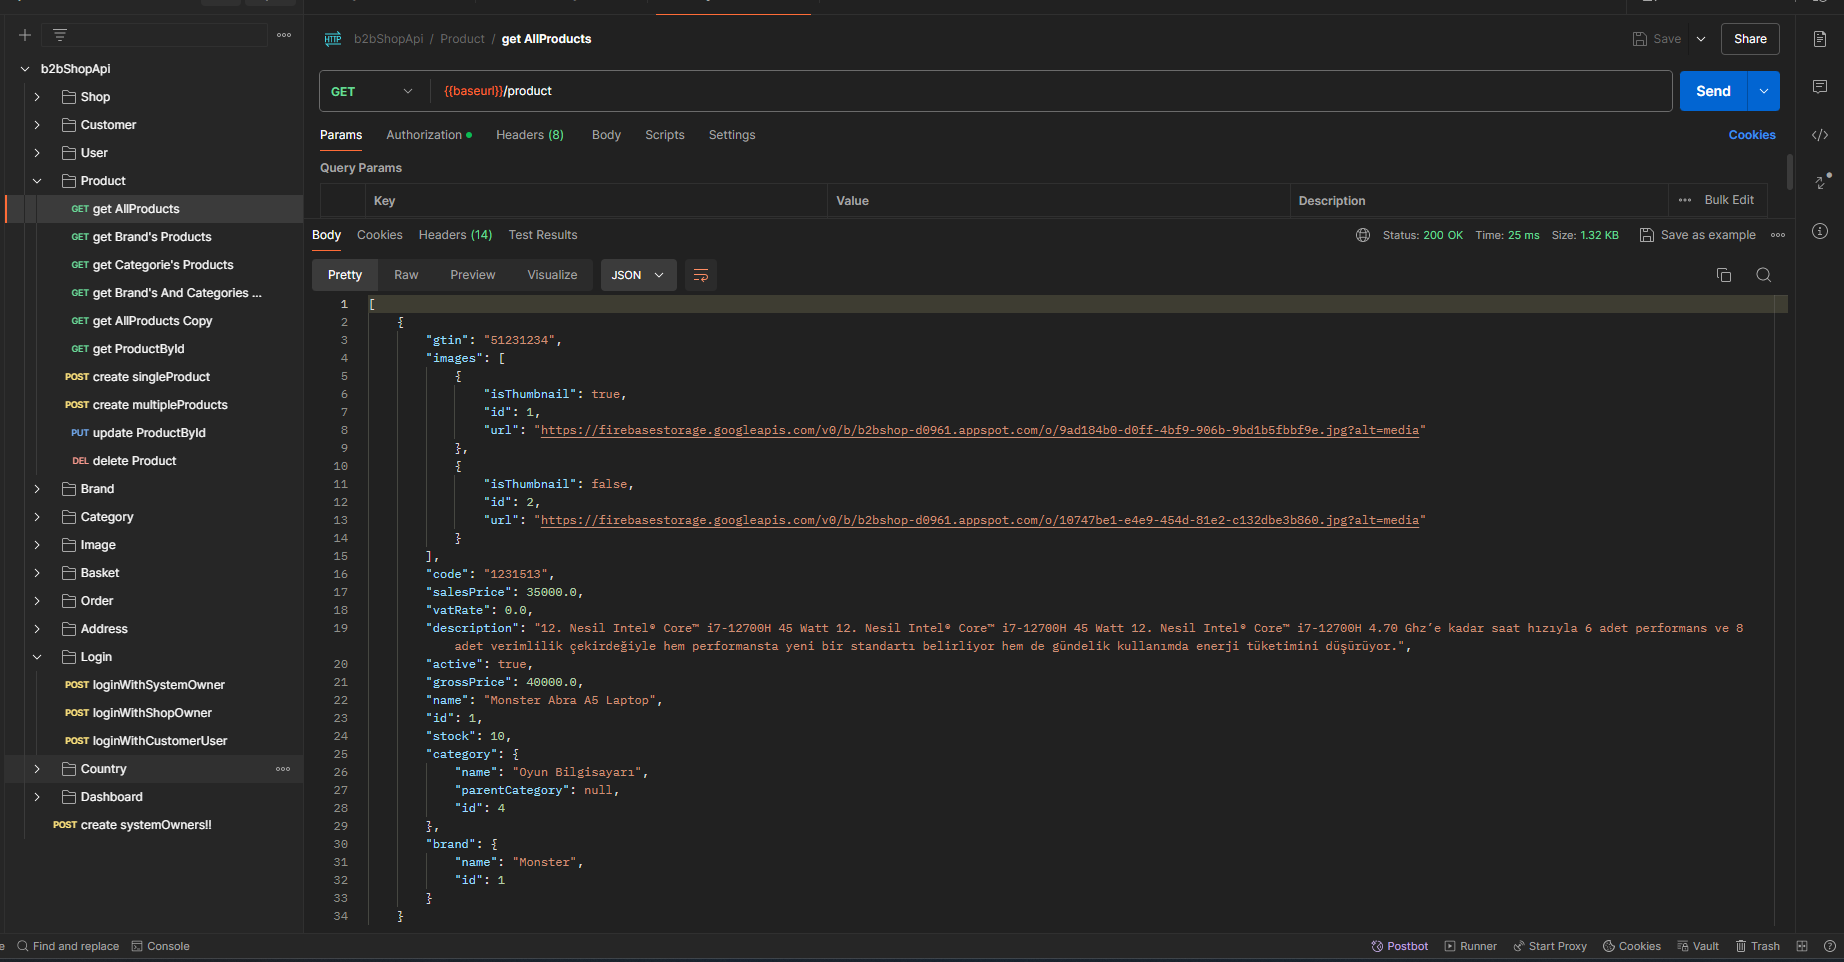 b2bShopApi
Shop
Customer
User
Product
GET get AllProducts
GET get Brand's Products
GET get Categorie's Products
GET get Brand's And Categories ...
GET get AllProducts Copy
GET get ProductById
POST create singleProduct
POST create multipleProducts
PUT update ProductById
DEL delete Product
Brand
Category
Image
Basket
Order
Address
Login
POST loginWithSystemOwner
POST loginWithShopOwner
POST loginWithCustomerUser
Country
Dashboard
POST create systemOwners!!
HTTP b2bShopApi / Product / get AllProducts
Save Share
GET {{baseurl}}/product Send
Params Authorization Headers (8) Body Scripts Settings Cookies
Query Params
Key Value Description Bulk Edit
Body Cookies Headers (14) Test Results Status: 200 OK Time: 25 ms Size: 1.32 KB Save as example
Pretty Raw Preview Visualize JSON
1 [
2 {
3 "gtin": "51231234",
4 "images": [
5 {
6 "isThumbnail": true,
7 "id": 1,
8 "url": "https://firebasestorage.googleapis.com/v0/b/b2bshop-d0961.appspot.com/o/9ad184b0-d0ff-4bf9-906b-9bd1b5fbbf9e.jpg?alt=media"
9 },
10 {
11 "isThumbnail": false,
12 "id": 2,
13 "url": "https://firebasestorage.googleapis.com/v0/b/b2bshop-d0961.appspot.com/o/10747be1-e4e9-454d-81e2-c132dbe3b860.jpg?alt=media"
14 }
15 ],
16 "code": "1231513",
17 "salesPrice": 35000.0,
18 "vatRate": 0.0,
19 "description": "12. Nesil Intel® Core™ i7-12700H 45 Watt 12. Nesil Intel® Core™ i7-12700H 45 Watt 12. Nesil Intel® Core™ i7-12700H 4.70 Ghz’e kadar saat hızıyla 6 adet performans ve 8
adet verimlilik çekirdeğiyle hem performansta yeni bir standartı belirliyor hem de gündelik kullanımda enerji tüketimini düşürüyor.",
20 "active": true,
21 "grossPrice": 40000.0,
22 "name": "Monster Abra A5 Laptop",
23 "id": 1,
24 "stock": 10,
25 "category": {
26 "name": "Oyun Bilgisayarı",
27 "parentCategory": null,
28 "id": 4
29 },
30 "brand": {
31 "name": "Monster",
32 "id": 1
33 }
34 }
Find and replace Console Postbot Runner Start Proxy Cookies Vault Trash